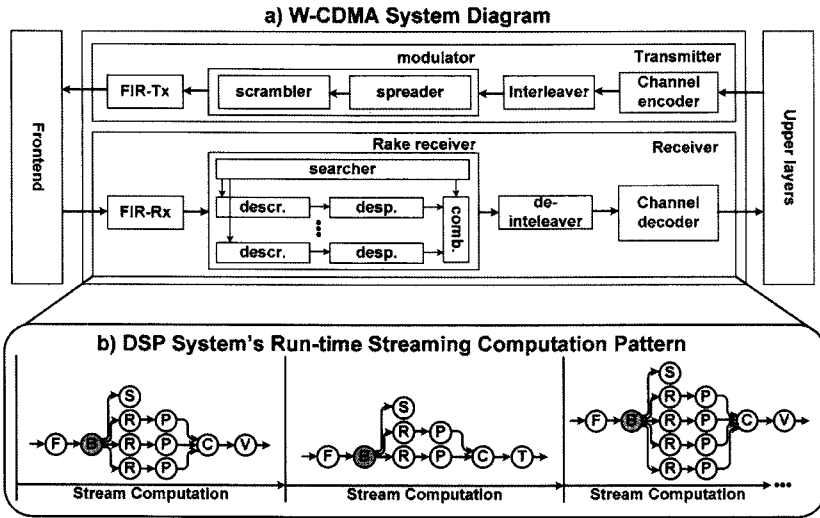 a) W-CDMA System Diagram
Frontend
Upper layers
modulator
Transmitter
FIR-Tx
scrambler
spreader
Interleaver
Channel
encoder
Rake receiver
Receiver
searcher
FIR-Rx
descr.
desp.
comb.
de-
inteleaver
Channel
decoder
descr.
desp.
b) DSP System's Run-time Streaming Computation Pattern
F B S R P R P R P C V
F B S R P R P C T
F B S R P R P R P R P C V
Stream Computation
Stream Computation
Stream Computation